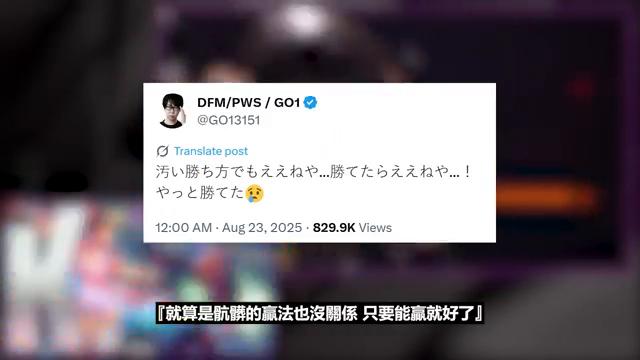 DFM/PWS / GO1
@GO13151
Translate post
汚い勝ち方でもええねや...勝てたらええねや...！
やっと勝てた😢
12:00 AM · Aug 23, 2025 · 829.9K Views
『就算是骯髒的贏法也沒關係 只要能贏就好了』